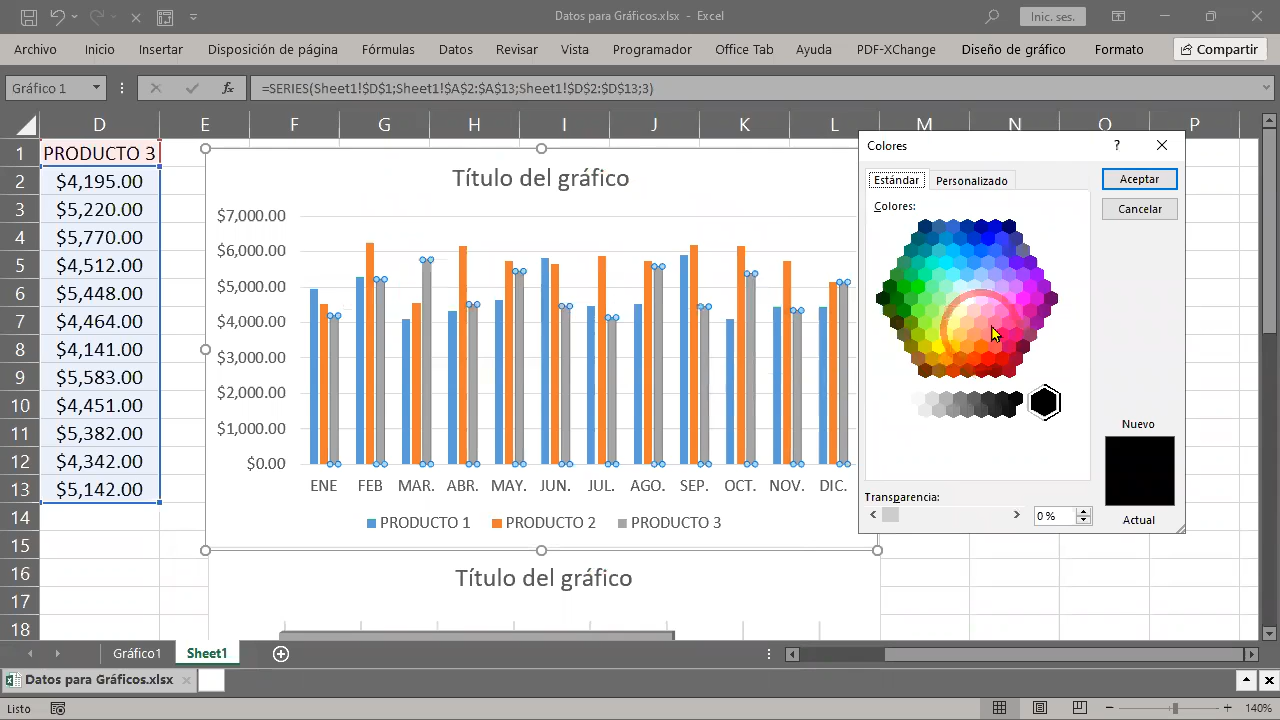 Datos para Gráficos.xlsx - Excel
Inic. ses.
Archivo Inicio Insertar Disposición de página Fórmulas Datos Revisar Vista Programador Office Tab Ayuda PDF-XChange Diseño de gráfico Formato Compartir
Gráfico 1 fx =SERIES(Sheet1!$D$1;Sheet1!$A$2:$A$13;Sheet1!$D$2:$D$13;3)
D E F G H I J K L M N O P
1 PRODUCTO 3
2 $4,195.00
3 $5,220.00
4 $5,770.00
5 $4,512.00
6 $5,448.00
7 $4,464.00
8 $4,141.00
9 $5,583.00
10 $4,451.00
11 $5,382.00
12 $4,342.00
13 $5,142.00
14
15
16
17
18
Título del gráfico
$7,000.00
$6,000.00
$5,000.00
$4,000.00
$3,000.00
$2,000.00
$1,000.00
$0.00
ENE FEB MAR. ABR. MAY. JUN. JUL. AGO. SEP. OCT. NOV. DIC.
PRODUCTO 1 PRODUCTO 2 PRODUCTO 3
Título del gráfico
Colores ?
Estándar Personalizado
Aceptar
Cancelar
Colores:
Nuevo
Actual
Transparencia:
0 %
Gráfico1 Sheet1
Datos para Gráficos.xlsx
Listo 140%